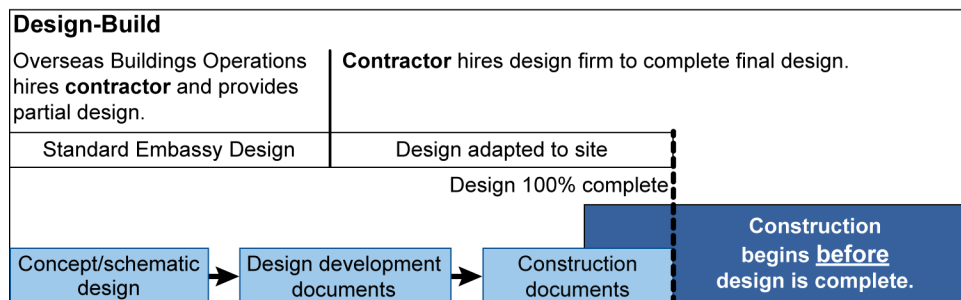 Design-Build
Overseas Buildings Operations
hires contractor and provides
partial design.
Contractor hires design firm to complete final design.
Standard Embassy Design
Design adapted to site
Design 100% complete
Construction
begins before
design is complete.
Concept/schematic
design
Design development
documents
Construction
documents